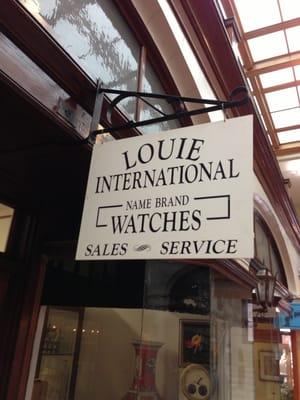 LOUIE
INTERNATIONAL
NAME BRAND
WATCHES
SALES SERVICE